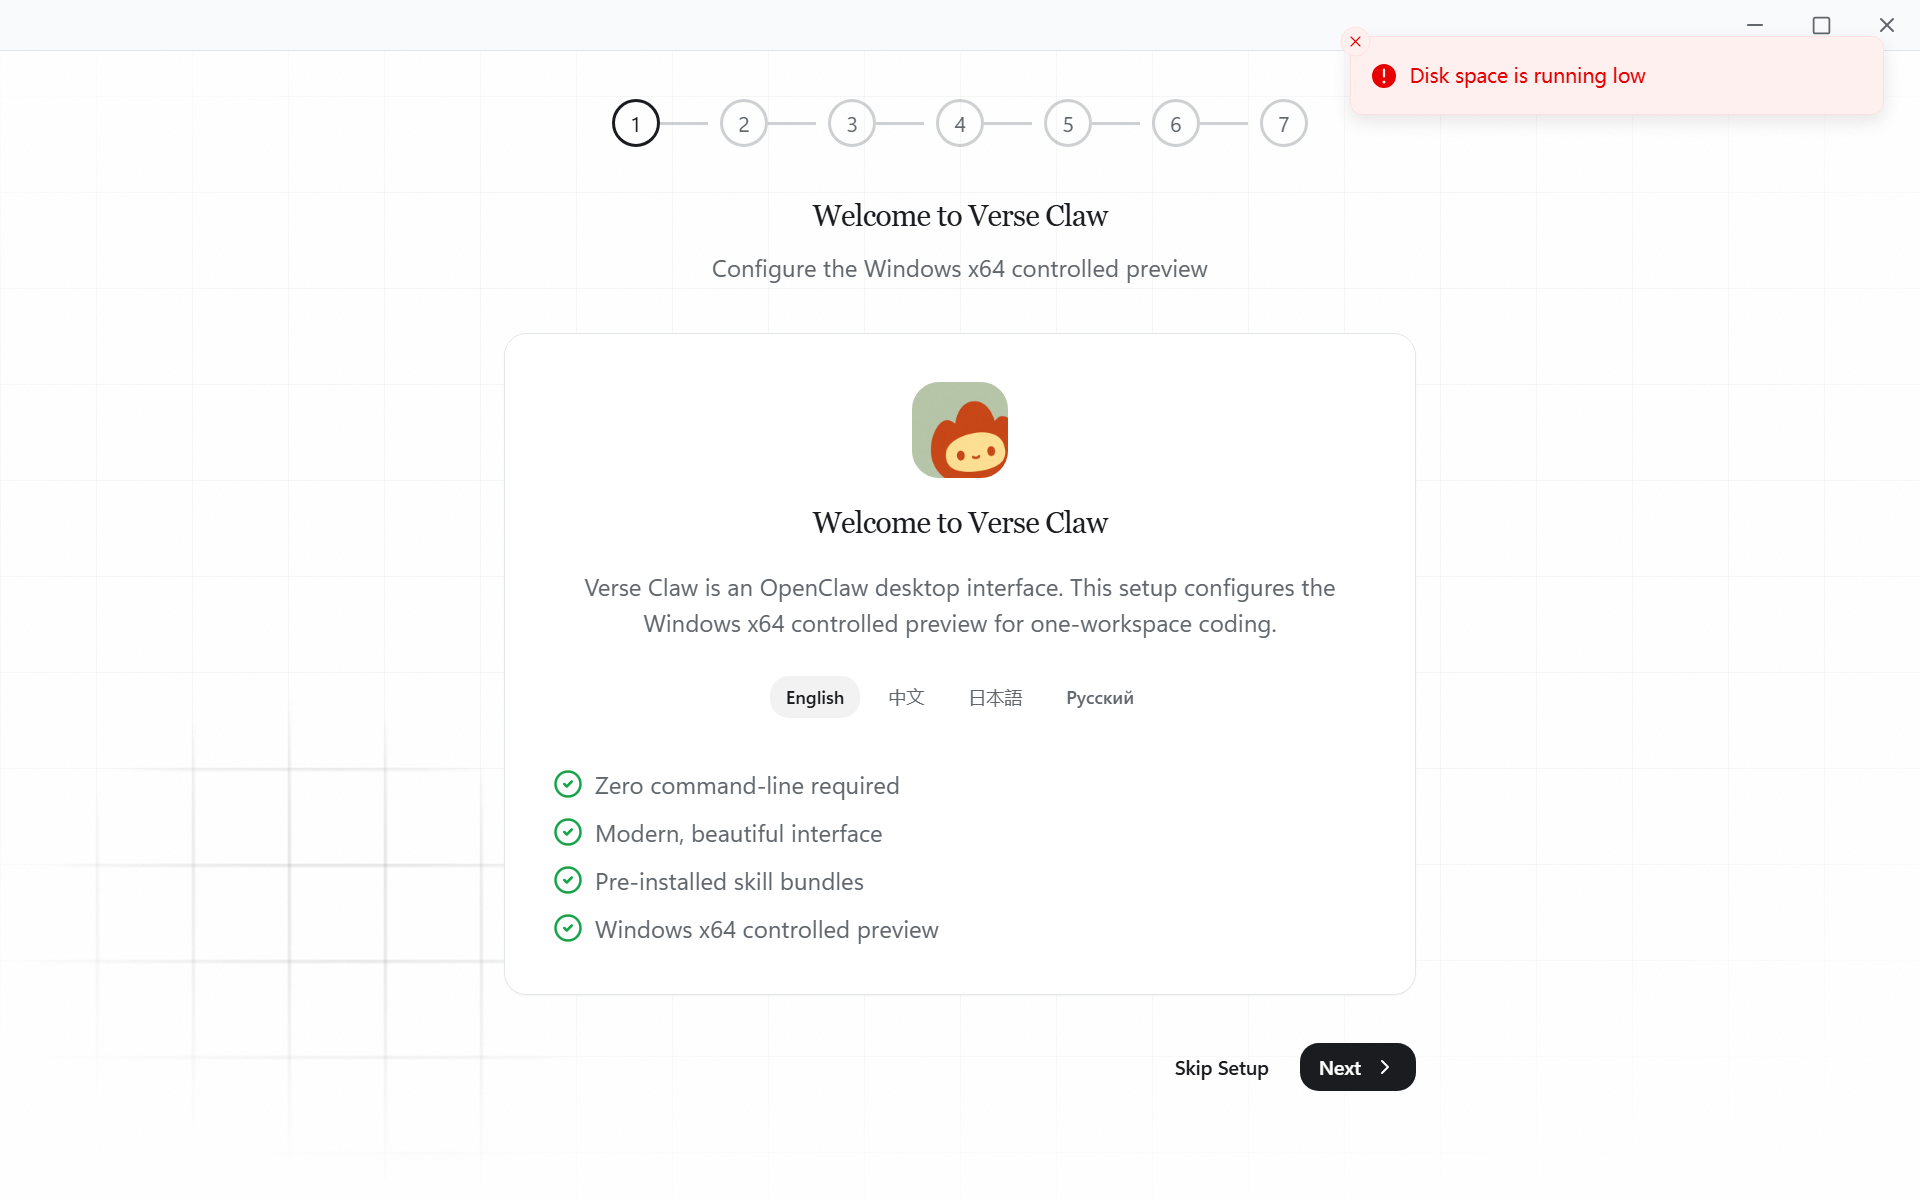 Disk space is running low
1 2 3 4 5 6 7
Welcome to Verse Claw
Configure the Windows x64 controlled preview
Welcome to Verse Claw
Verse Claw is an OpenClaw desktop interface. This setup configures the
Windows x64 controlled preview for one-workspace coding.
English 中文 日本語 Русский
Zero command-line required
Modern, beautiful interface
Pre-installed skill bundles
Windows x64 controlled preview
Skip Setup Next